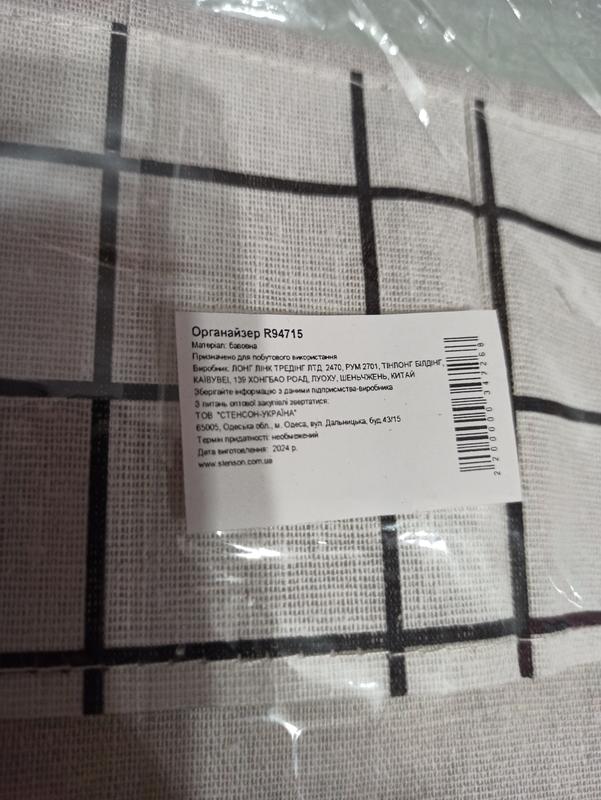 Органайзер R94715
Матеріал: бавовна
Призначено для побутового використання
Виробник: ЛОНГ ЛІНК ТРЕДІНГ ЛТД, 2470, РУМ 2701, ТІНЛОНГ БІЛДІНГ,
КАІВУВЕІ, 139 ХОНГБАО РОАД, ЛУОХУ, ШЕНЬЧЖЕНЬ, КИТАЙ
Зберігайте інформацію з даними підприємства-виробника
З питань оптової закупівлі звертатися:
ТОВ "СТЕНСОН-УКРАЇНА"
65005, Одеська обл., м. Одеса, вул. Дальницька, буд.43/15
Термін придатності: необмежений
Дата виготовлення: 2024 р.
www.stenson.com.ua
2200000347268